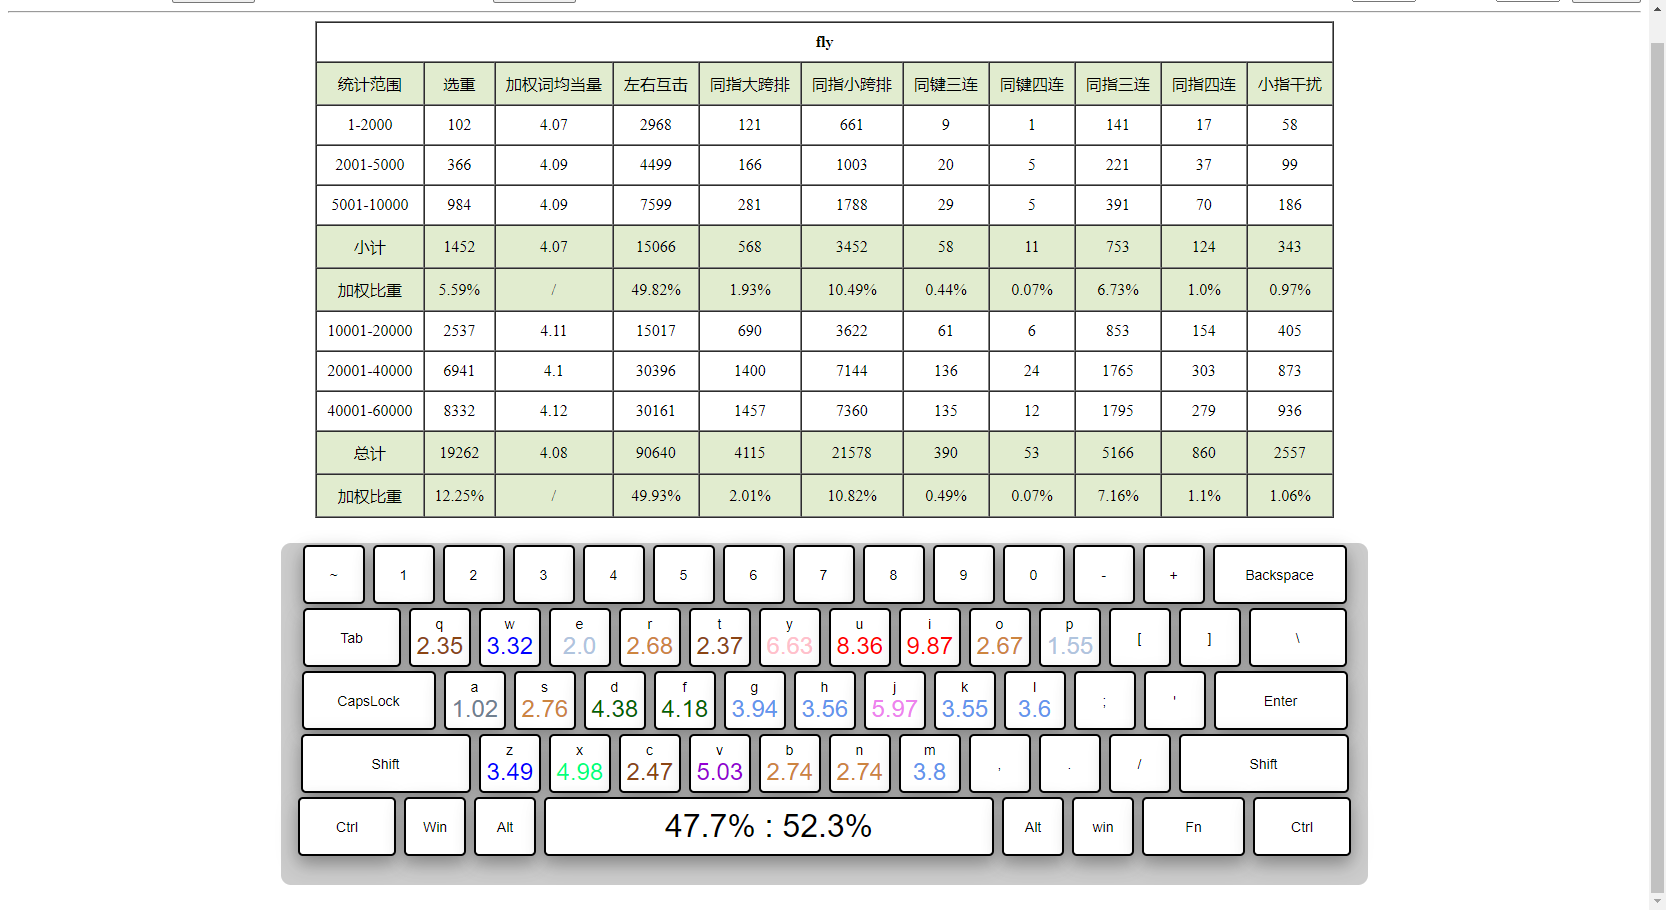 fly
统计范围 选重 加权词均当量 左右互击 同指大跨排 同指小跨排 同键三连 同键四连 同指三连 同指四连 小指干扰
1-2000 102 4.07 2968 121 661 9 1 141 17 58
2001-5000 366 4.09 4499 166 1003 20 5 221 37 99
5001-10000 984 4.09 7599 281 1788 29 5 391 70 186
小计 1452 4.07 15066 568 3452 58 11 753 124 343
加权比重 5.59% / 49.82% 1.93% 10.49% 0.44% 0.07% 6.73% 1.0% 0.97%
10001-20000 2537 4.11 15017 690 3622 61 6 853 154 405
20001-40000 6941 4.1 30396 1400 7144 136 24 1765 303 873
40001-60000 8332 4.12 30161 1457 7360 135 12 1795 279 936
总计 19262 4.08 90640 4115 21578 390 53 5166 860 2557
加权比重 12.25% / 49.93% 2.01% 10.82% 0.49% 0.07% 7.16% 1.1% 1.06%
~ 1 2 3 4 5 6 7 8 9 0 - + Backspace
q w e r t y u i o p
Tab 2.35 3.32 2.0 2.68 2.37 6.63 8.36 9.87 2.67 1.55 [ ] \
a s d f g h j k l
CapsLock 1.02 2.76 4.38 4.18 3.94 3.56 5.97 3.55 3.6 ; ' Enter
z x c v b n m
Shift 3.49 4.98 2.47 5.03 2.74 2.74 3.8 , . / Shift
Ctrl Win Alt 47.7% : 52.3% Alt win Fn Ctrl